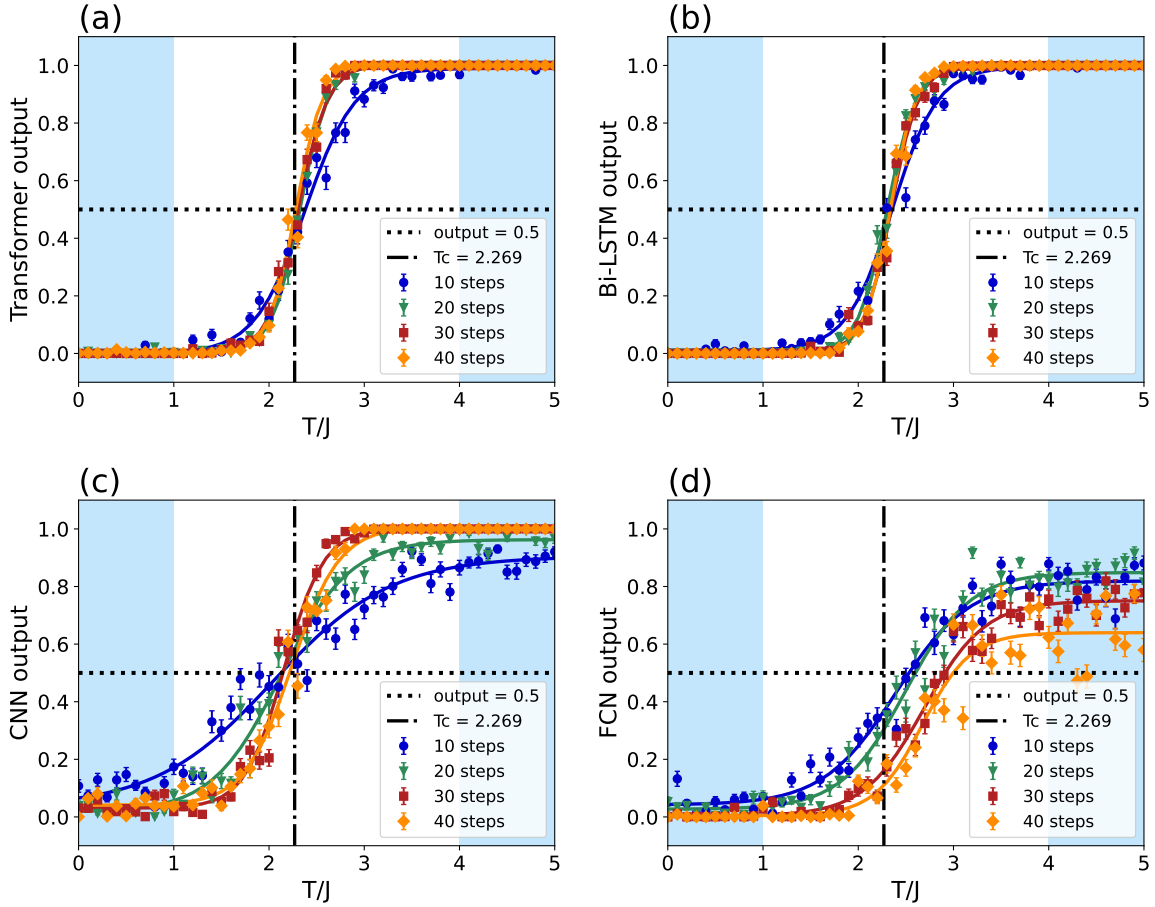 (a)
Transformer output
1.0
0.8
0.6
0.4
0.2
0.0
output = 0.5
Tc = 2.269
10 steps
20 steps
30 steps
40 steps
0 1 2 3 4 5
T/J
(b)
Bi-LSTM output
1.0
0.8
0.6
0.4
0.2
0.0
output = 0.5
Tc = 2.269
10 steps
20 steps
30 steps
40 steps
0 1 2 3 4 5
T/J
(c)
CNN output
1.0
0.8
0.6
0.4
0.2
0.0
output = 0.5
Tc = 2.269
10 steps
20 steps
30 steps
40 steps
0 1 2 3 4 5
T/J
(d)
FCN output
1.0
0.8
0.6
0.4
0.2
0.0
output = 0.5
Tc = 2.269
10 steps
20 steps
30 steps
40 steps
0 1 2 3 4 5
T/J